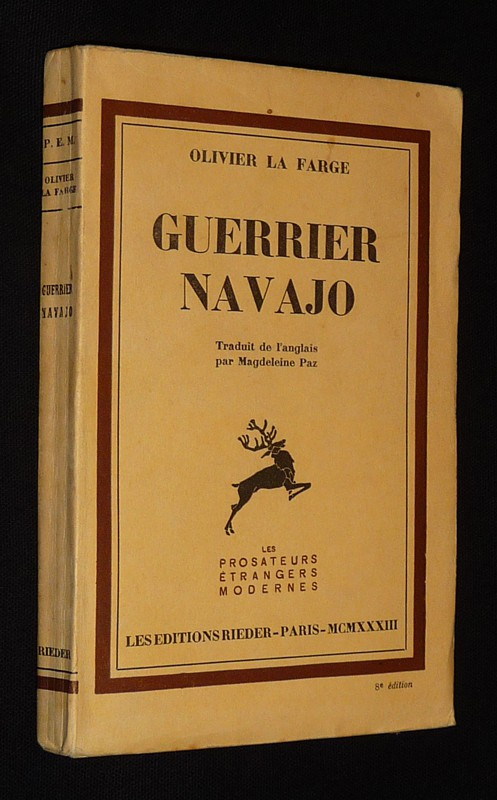 P. E. M.
OLIVIER
LA FARGE
GUERRIER
NAVAJO
RIEDER
OLIVIER LA FARGE
GUERRIER
NAVAJO
Traduit de l'anglais
par Magdeleine Paz
LES
PROSATEURS
ÉTRANGERS
MODERNES
LES EDITIONS RIEDER-PARIS-MCMXXXIII
8e édition